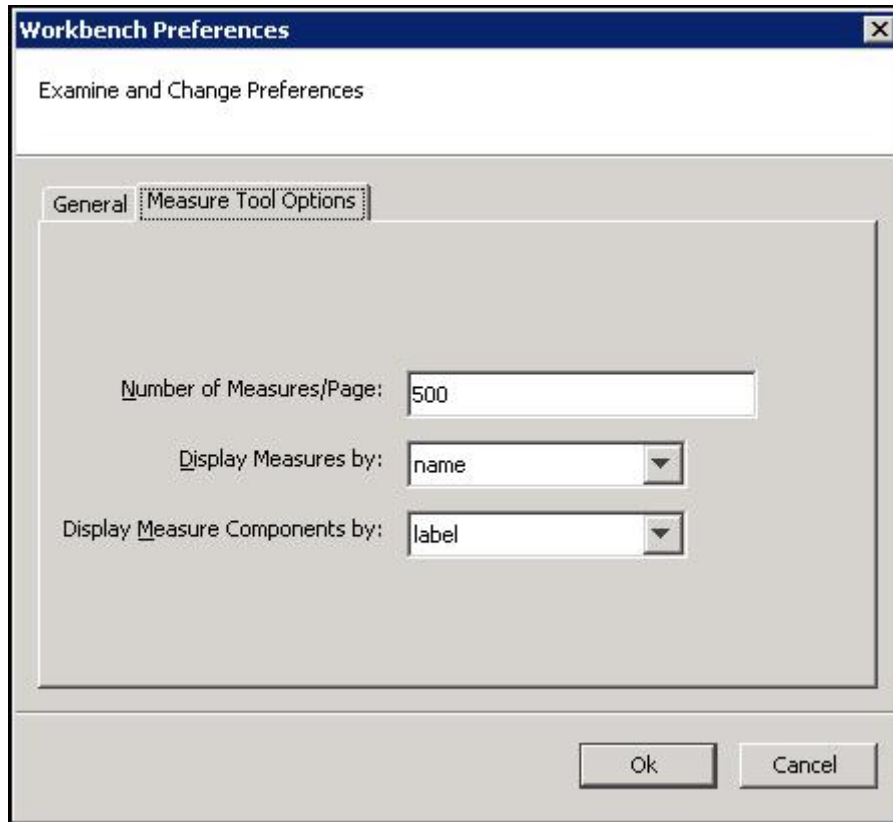 Workbench Preferences
Examine and Change Preferences
General Measure Tool Options
Number of Measures/Page: 500
Display Measures by: name
Display Measure Components by: label
Ok Cancel